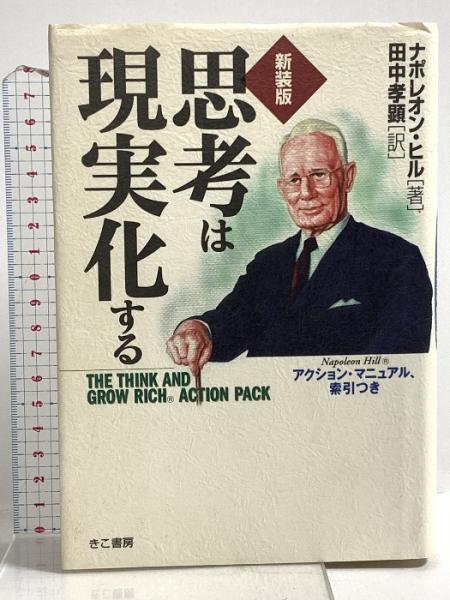 新装版
思考は
現実化する
ナポレオン・ヒル[著]
田中孝顕[訳]
Napoleon Hill®
アクション・マニュアル、
索引つき
THE THINK AND
GROW RICH® ACTION PACK
きこ書房